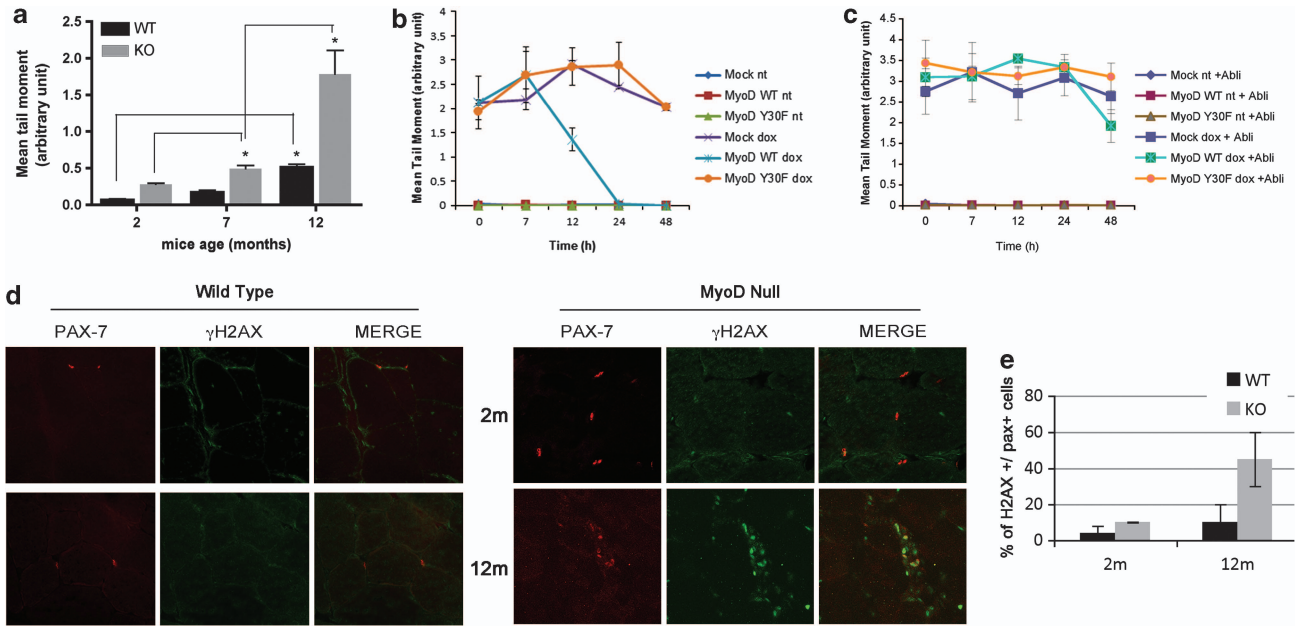 a
WT
KO
Mean tail moment
(arbitrary unit)
2.5
2.0
1.5
1.0
0.5
0.0
*
*
*
2 7 12
mice age (months)
b
Mean Tail Moment (arbitrary unit)
4
3.5
3
2.5
2
1.5
1
0.5
0
0 7 12 24 48
Time (h)
Mock nt
MyoD WT nt
MyoD Y30F nt
Mock dox
MyoD WT dox
MyoD Y30F dox
c
Mean Tail Moment (arbitrary unit)
4.5
4
3.5
3
2.5
2
1.5
1
0.5
0
0 7 12 24 48
Time (h)
Mock nt +Abli
MyoD WT nt + Abli
MyoD Y30F nt +Abli
Mock dox + Abli
MyoD WT dox +Abli
MyoD Y30F dox +Abli
d
Wild Type
MyoD Null
PAX-7 γH2AX MERGE
PAX-7 γH2AX MERGE
2m
12m
e
WT
KO
% of H2AX +/ pax+ cells
80
60
40
20
0
2m 12m